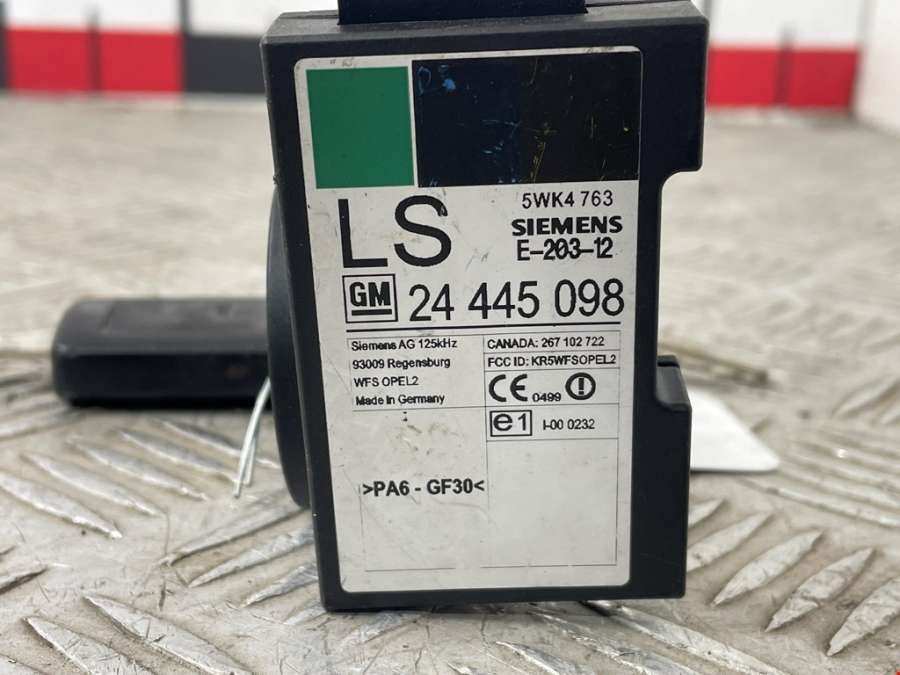 LS
5WK4 763
SIEMENS
E-203-12
GM 24 445 098
Siemens AG 125kHz
93009 Regensburg
WFS OPEL2
Made in Germany
CANADA: 267 102 722
FCC ID: KR5WFSOPEL2
CE 0499
e1 I-00 0232
>PA6 - GF30<